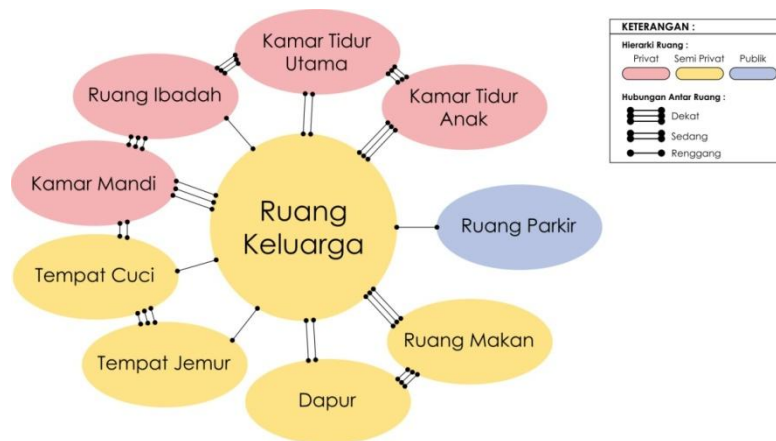 Kamar Tidur
Utama
Ruang Ibadah
Kamar Tidur
Anak
Kamar Mandi
Ruang
Keluarga
Ruang Parkir
Tempat Cuci
Tempat Jemur
Ruang Makan
Dapur
KETERANGAN :
Hierarki Ruang :
Privat Semi Privat Publik
Hubungan Antar Ruang :
Dekat
Sedang
Renggang